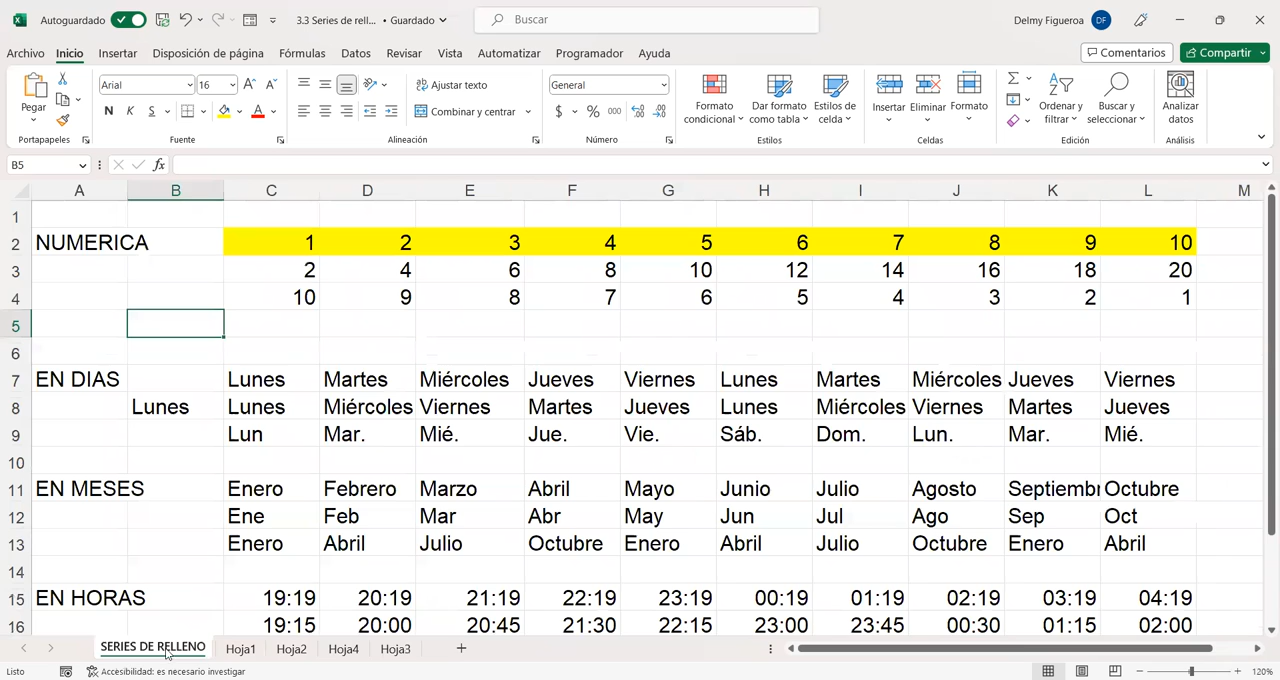 Autoguardado 3.3 Series de rell... • Guardado Buscar Delmy Figueroa DF
Archivo Inicio Insertar Disposición de página Fórmulas Datos Revisar Vista Automatizar Programador Ayuda Comentarios Compartir
Pegar Arial 16 Ajustar texto General Formato condicional Dar formato como tabla Estilos de celda Insertar Eliminar Formato Ordenar y filtrar Buscar y seleccionar Analizar datos
N K S A Combinar y centrar $ % 000
Portapapeles Fuente Alineación Número Estilos Celdas Edición Análisis
B5 fx
A B C D E F G H I J K L M
1
2 NUMERICA 1 2 3 4 5 6 7 8 9 10
3 2 4 6 8 10 12 14 16 18 20
4 10 9 8 7 6 5 4 3 2 1
5
6
7 EN DIAS Lunes Martes Miércoles Jueves Viernes Lunes Martes Miércoles Jueves Viernes
8 Lunes Lunes Miércoles Viernes Martes Jueves Lunes Miércoles Viernes Martes Jueves
9 Lun Mar. Mié. Jue. Vie. Sáb. Dom. Lun. Mar. Mié.
10
11 EN MESES Enero Febrero Marzo Abril Mayo Junio Julio Agosto Septiembr Octubre
12 Ene Feb Mar Abr May Jun Jul Ago Sep Oct
13 Enero Abril Julio Octubre Enero Abril Julio Octubre Enero Abril
14
15 EN HORAS 19:19 20:19 21:19 22:19 23:19 00:19 01:19 02:19 03:19 04:19
16 19:15 20:00 20:45 21:30 22:15 23:00 23:45 00:30 01:15 02:00
SERIES DE RELLENO Hoja1 Hoja2 Hoja4 Hoja3
Listo Accesibilidad: es necesario investigar 120%